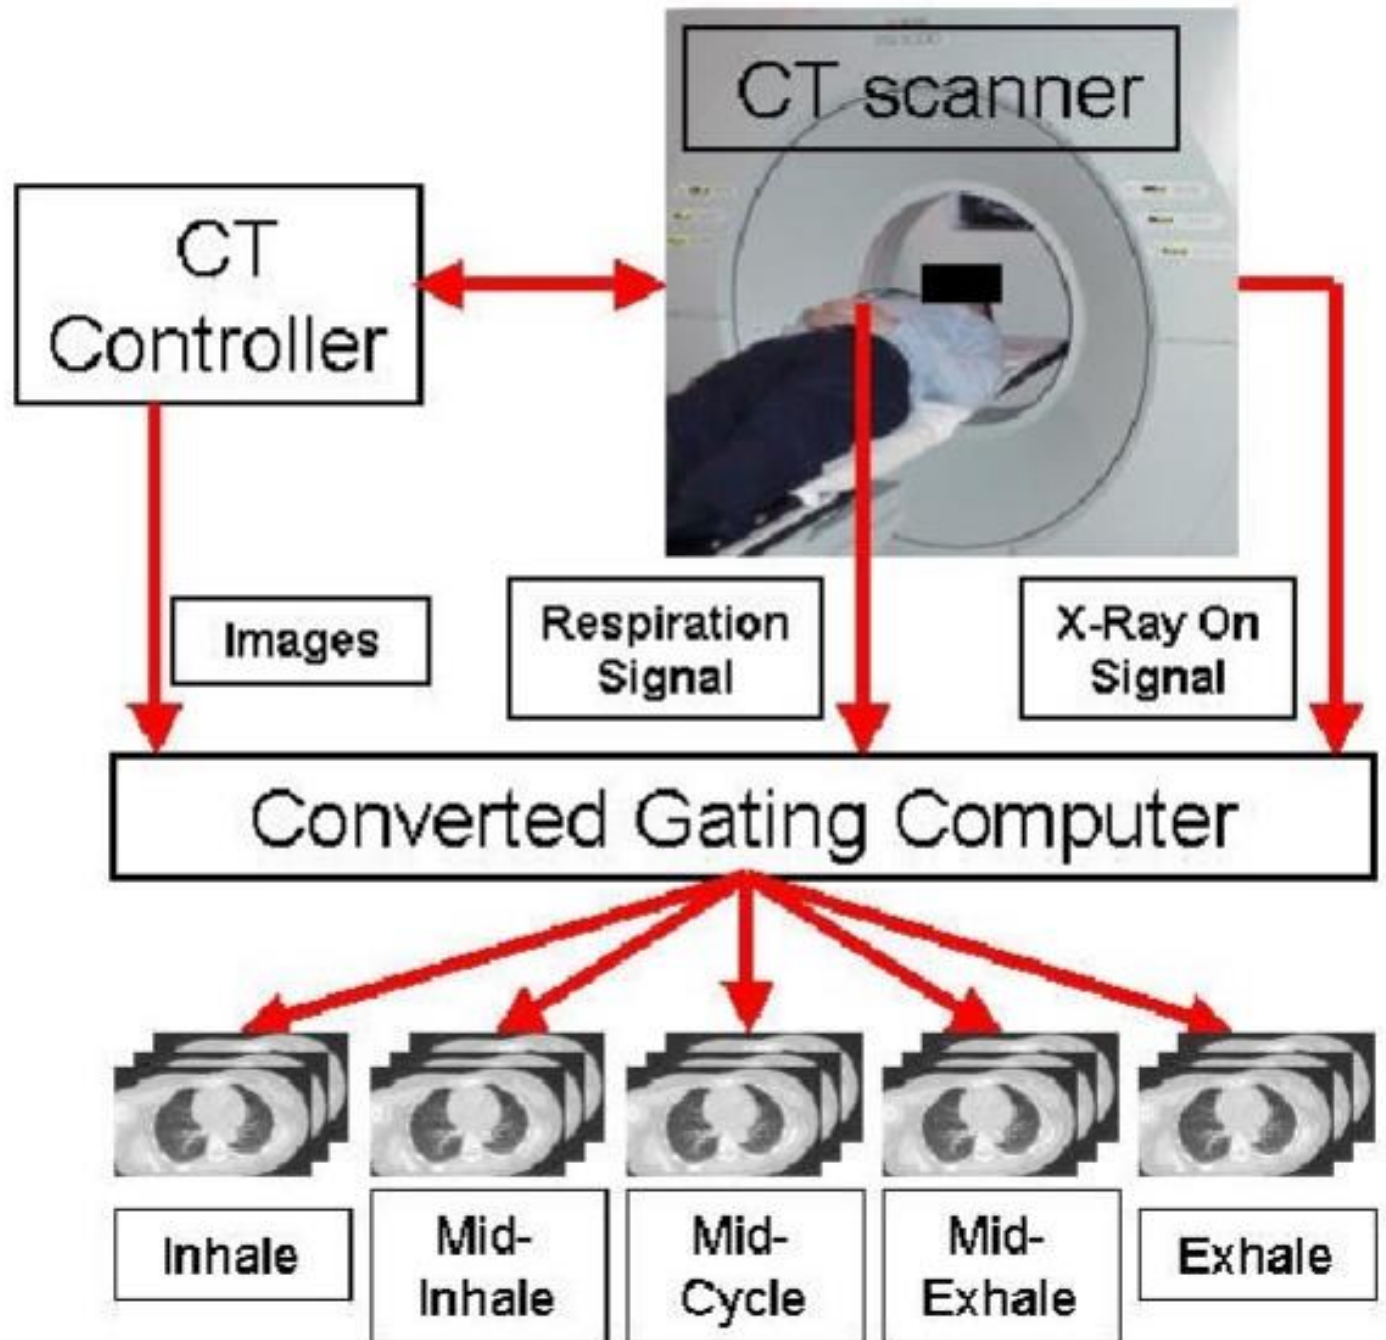 CT scanner
CT
Controller
Images
Respiration
Signal
X-Ray On
Signal
Converted Gating Computer
Inhale
Mid-
Inhale
Mid-
Cycle
Mid-
Exhale
Exhale